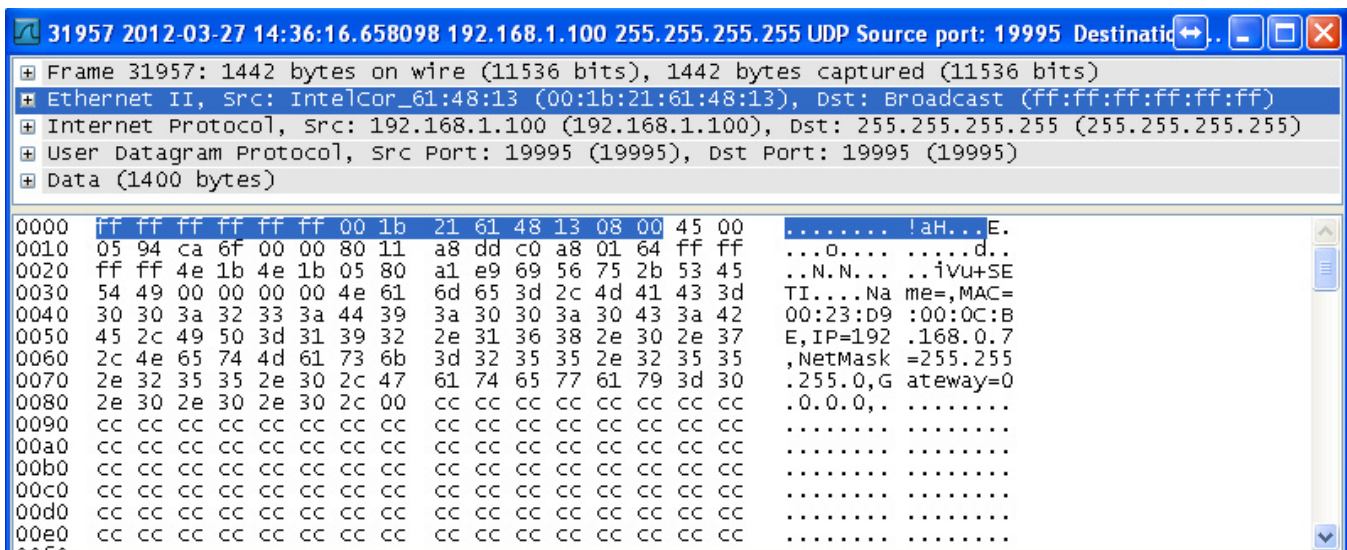 31957 2012-03-27 14:36:16.658098 192.168.1.100 255.255.255.255 UDP Source port: 19995 Destinatic ..
Frame 31957: 1442 bytes on wire (11536 bits), 1442 bytes captured (11536 bits)
Ethernet II, Src: IntelCor_61:48:13 (00:1b:21:61:48:13), Dst: Broadcast (ff:ff:ff:ff:ff:ff)
Internet Protocol, Src: 192.168.1.100 (192.168.1.100), Dst: 255.255.255.255 (255.255.255.255)
User Datagram Protocol, Src Port: 19995 (19995), Dst Port: 19995 (19995)
Data (1400 bytes)
0000 ff ff ff ff ff ff 00 1b 21 61 48 13 08 00 45 00 ........ !aH...E.
0010 05 94 ca 6f 00 00 80 11 a8 dd c0 a8 01 64 ff ff ...o.... .....d..
0020 ff ff 4e 1b 4e 1b 05 80 a1 e9 69 56 75 2b 53 45 ..N.N... ..iVu+SE
0030 54 49 00 00 00 00 4e 61 6d 65 3d 2c 4d 41 43 3d TI....Na me=,MAC=
0040 30 30 3a 32 33 3a 44 39 3a 30 30 3a 30 43 3a 42 00:23:D9 :00:0C:B
0050 45 2c 49 50 3d 31 39 32 2e 31 36 38 2e 30 2e 37 E,IP=192 .168.0.7
0060 2c 4e 65 74 4d 61 73 6b 3d 32 35 35 2e 32 35 35 ,NetMask =255.255
0070 2e 32 35 35 2e 30 2c 47 61 74 65 77 61 79 3d 30 .255.0,G ateway=0
0080 2e 30 2e 30 2e 30 2c 00 cc cc cc cc cc cc cc cc .0.0.0,. ........
0090 cc cc cc cc cc cc cc cc cc cc cc cc cc cc cc cc ........ ........
00a0 cc cc cc cc cc cc cc cc cc cc cc cc cc cc cc cc ........ ........
00b0 cc cc cc cc cc cc cc cc cc cc cc cc cc cc cc cc ........ ........
00c0 cc cc cc cc cc cc cc cc cc cc cc cc cc cc cc cc ........ ........
00d0 cc cc cc cc cc cc cc cc cc cc cc cc cc cc cc cc ........ ........
00e0 cc cc cc cc cc cc cc cc cc cc cc cc cc cc cc cc ........ ........